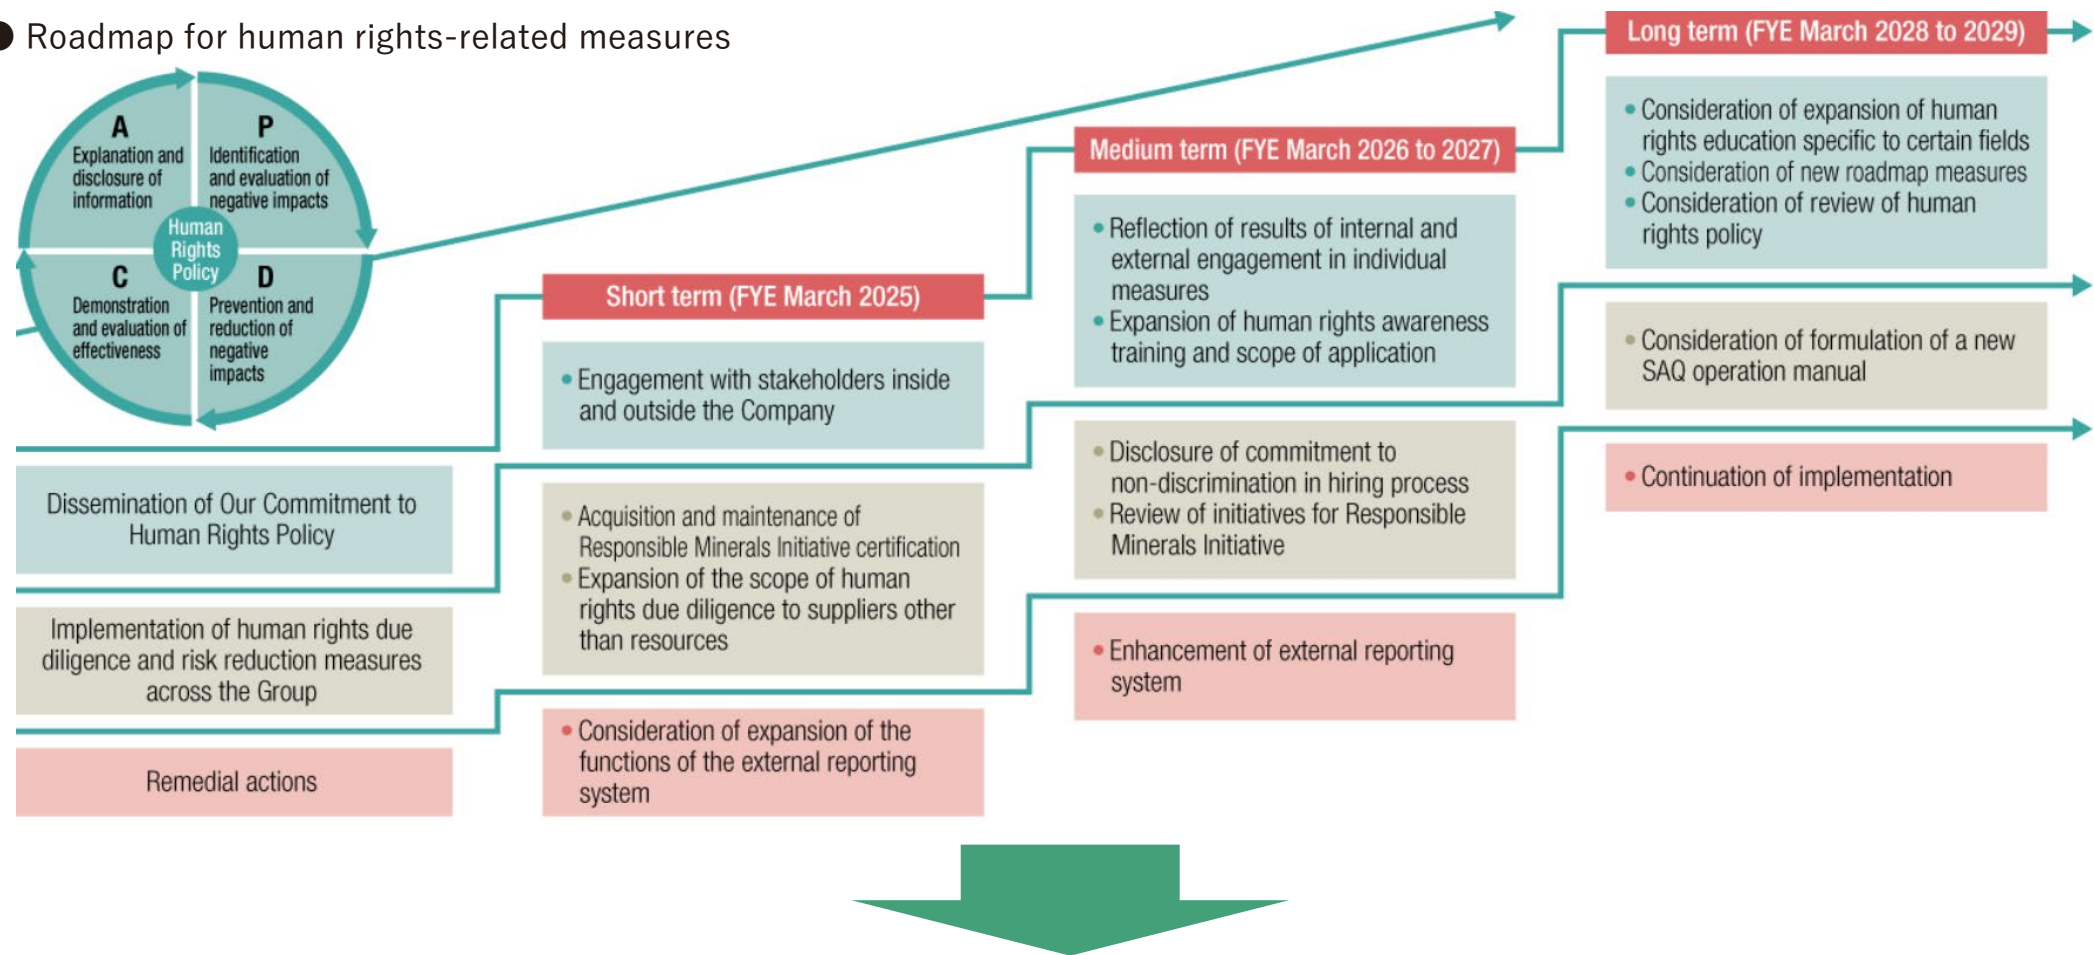 ● Roadmap for human rights-related measures
A
Explanation and
disclosure of
information
P
Identification
and evaluation of
negative impacts
Human
Rights
Policy
C
Demonstration
and evaluation of
effectiveness
D
Prevention and
reduction of
negative
impacts
Dissemination of Our Commitment to
Human Rights Policy
Implementation of human rights due
diligence and risk reduction measures
across the Group
Remedial actions
Short term (FYE March 2025)
• Engagement with stakeholders inside
and outside the Company
• Acquisition and maintenance of
Responsible Minerals Initiative certification
• Expansion of the scope of human
rights due diligence to suppliers other
than resources
• Consideration of expansion of the
functions of the external reporting
system
Medium term (FYE March 2026 to 2027)
• Reflection of results of internal and
external engagement in individual
measures
• Expansion of human rights awareness
training and scope of application
• Disclosure of commitment to
non-discrimination in hiring process
• Review of initiatives for Responsible
Minerals Initiative
• Enhancement of external reporting
system
Long term (FYE March 2028 to 2029)
• Consideration of expansion of human
rights education specific to certain fields
• Consideration of new roadmap measures
• Consideration of review of human
rights policy
• Consideration of formulation of a new
SAQ operation manual
• Continuation of implementation